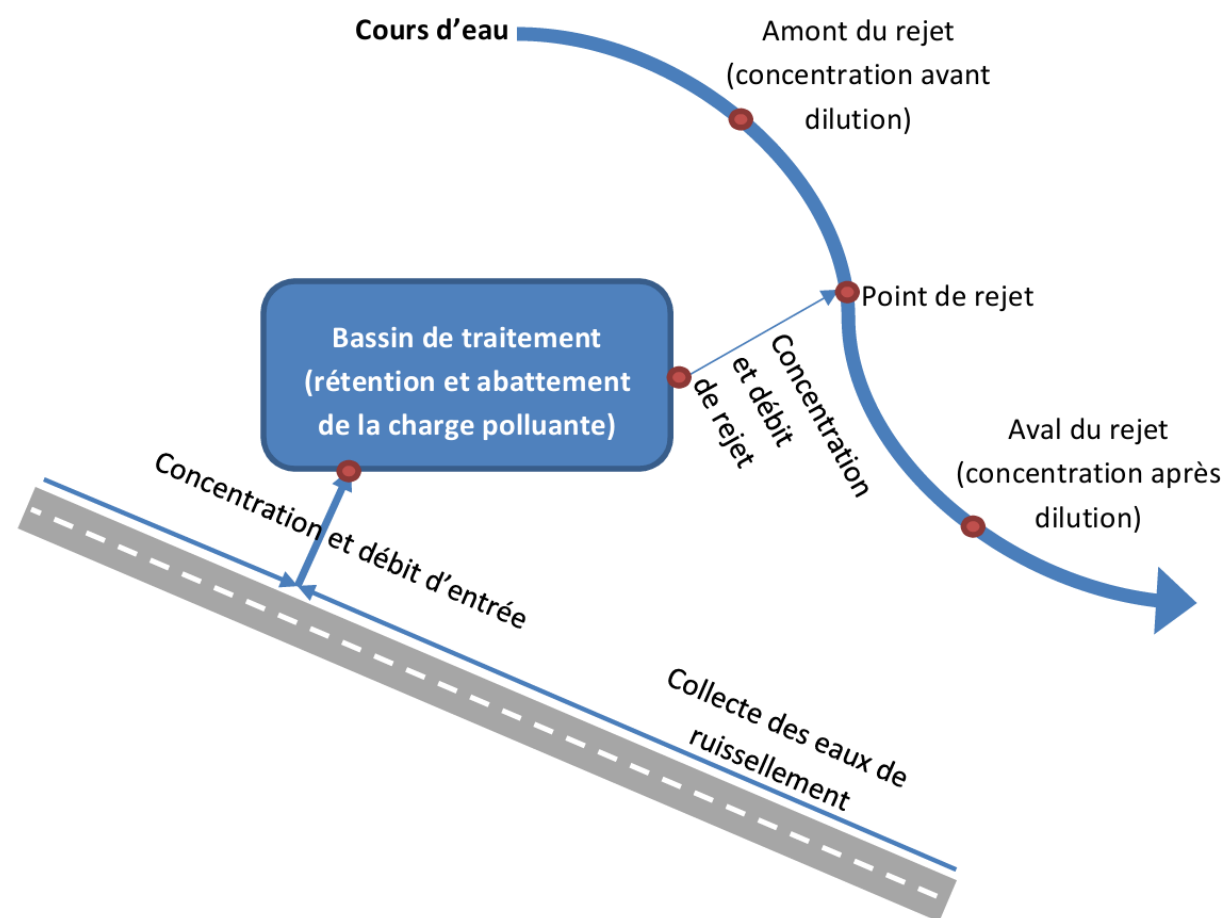 Cours d’eau
Amont du rejet
(concentration avant
dilution)
Point de rejet
Bassin de traitement
(rétention et abattement
de la charge polluante)
Concentration
et débit
de rejet
Aval du rejet
(concentration après
dilution)
Concentration et débit d’entrée
Collecte des eaux de
ruissellement